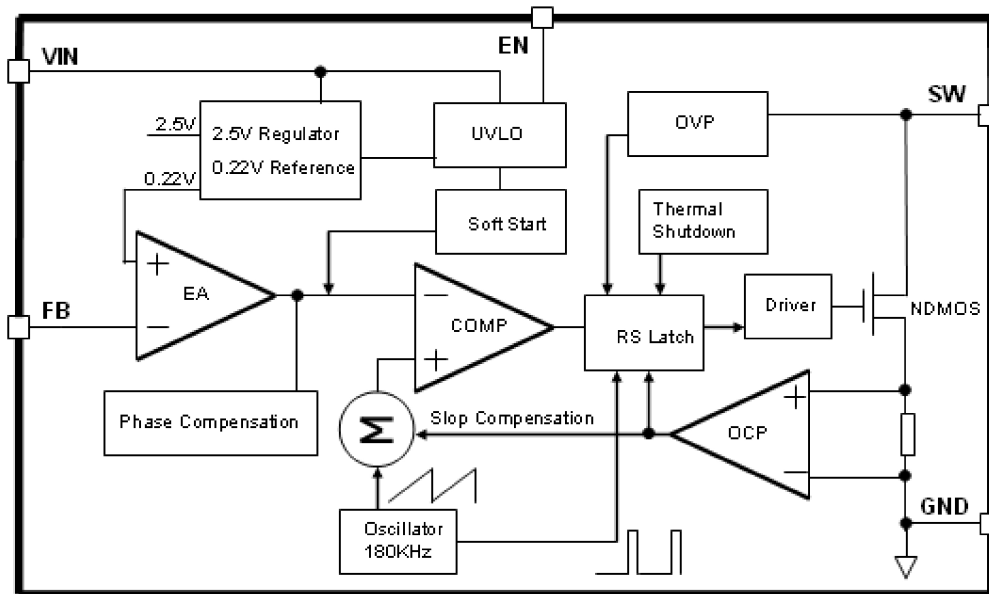 EN
VIN
SW
2.5V
2.5V Regulator
0.22V Reference
UVLO
OVP
0.22V
Soft Start
Thermal
Shutdown
+
EA
−
FB
−
COMP
+
RS Latch
Driver
NDMOS
Phase Compensation
Σ
Slop Compensation
+
OCP
−
GND
Oscillator
180KHz